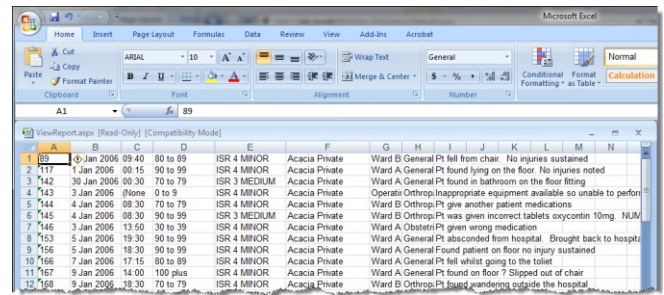 Microsoft Excel
Home Insert Page Layout Formulas Data Review View Add-Ins Acrobat
Cut ARIAL 10 A A Wrap Text General Normal
Copy
Paste Format Painter B I U A Merge & Center $ % , Conditional Formatting Format as Table Calculation
Clipboard Font Alignment Number
A1 fx 89
ViewReport.aspx [Read-Only] [Compatibility Mode]
A B C D E F G H I J K L M N
1 89 Jan 2006 09:40 80 to 89 ISR 4 MINOR Acacia Private Ward B General Pt fell from chair. No injuries sustained
2 117 1 Jan 2006 00:15 90 to 99 ISR 4 MINOR Acacia Private Ward A General Pt found lying on the floor. No injuries noted
3 142 30 Jan 2006 00:30 70 to 79 ISR 3 MEDIUM Acacia Private Ward A General Pt found in bathroom on the floor fitting
4 143 3 Jan 2006 (None 0 to 9 ISR 4 MINOR Acacia Private Operatin Orthrop Inappropriate equipment available so unable to perfor
5 144 4 Jan 2006 08:30 70 to 79 ISR 4 MINOR Acacia Private Ward B Orthrop Pt give another patient medications
6 145 4 Jan 2006 08:30 90 to 99 ISR 3 MEDIUM Acacia Private Ward B Orthrop Pt was given incorrect tablets oxycontin 10mg. NUM
7 146 3 Jan 2006 13:50 30 to 39 ISR 4 MINOR Acacia Private Ward A Obstetri Pt given wrong medication
8 153 5 Jan 2006 19:30 90 to 99 ISR 4 MINOR Acacia Private Ward A General Pt absconded from hospital. Brought back to hospita
9 156 7 Jan 2006 18:30 90 to 99 ISR 4 MINOR Acacia Private Ward A General Found patient on floor no injury sustained
10 166 7 Jan 2006 17:15 80 to 89 ISR 4 MINOR Acacia Private Ward A General Pt fell whilst going to the toliet
11 167 9 Jan 2006 14:00 100 plus ISR 4 MINOR Acacia Private Ward A General Pt found on floor ? Slipped out of chair
12 168 9 Jan 2006 18:30 70 to 79 ISR 4 MINOR Acacia Private Ward B Orthrop Pt found wandering outside the hospital